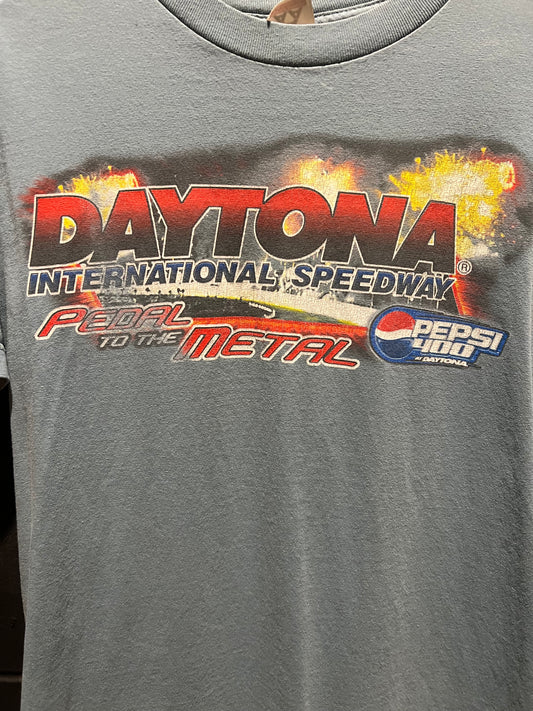 DAYTONA®
INTERNATIONAL SPEEDWAY
PEDAL
TO THE METAL
PEPSI
400
AT DAYTONA